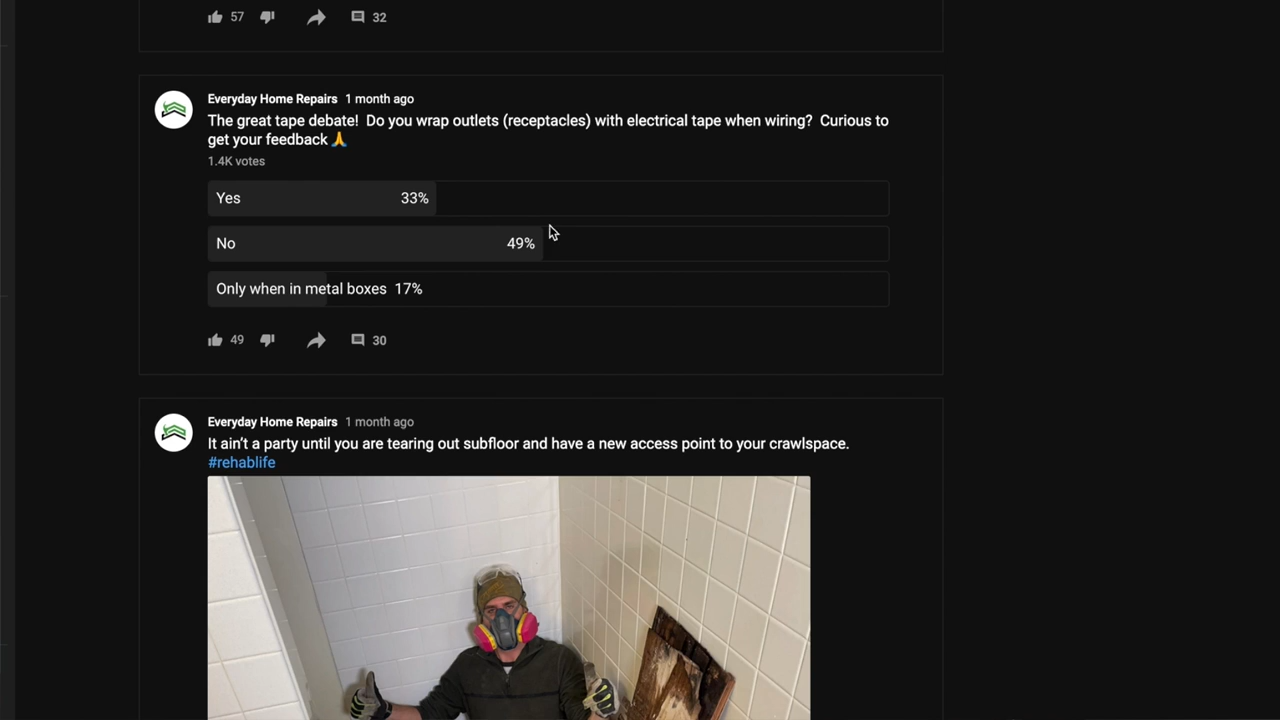 57 32
Everyday Home Repairs 1 month ago
The great tape debate! Do you wrap outlets (receptacles) with electrical tape when wiring? Curious to
get your feedback 🙏
1.4K votes
Yes 33%
No 49%
Only when in metal boxes 17%
49 30
Everyday Home Repairs 1 month ago
It ain’t a party until you are tearing out subfloor and have a new access point to your crawlspace.
#rehablife